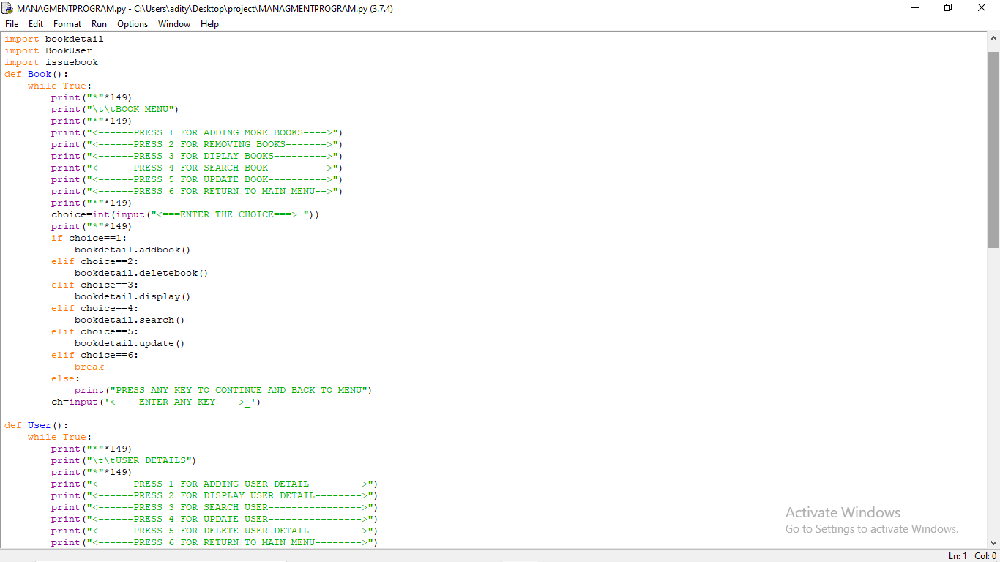 MANAGMENTPROGRAM.py - C:\Users\adity\Desktop\project\MANAGMENTPROGRAM.py (3.7.4)
File Edit Format Run Options Window Help
import bookdetail
import BookUser
import issuebook
def Book():
    while True:
        print("*"*149)
        print("\t\tBOOK MENU")
        print("*"*149)
        print("<------PRESS 1 FOR ADDING MORE BOOKS---->")
        print("<------PRESS 2 FOR REMOVING BOOKS------->")
        print("<------PRESS 3 FOR DIPLAY BOOKS--------->")
        print("<------PRESS 4 FOR SEARCH BOOK---------->")
        print("<------PRESS 5 FOR UPDATE BOOK---------->")
        print("<------PRESS 6 FOR RETURN TO MAIN MENU-->")
        print("*"*149)
        choice=int(input("<===ENTER THE CHOICE===>_"))
        print("*"*149)
        if choice==1:
            bookdetail.addbook()
        elif choice==2:
            bookdetail.deletebook()
        elif choice==3:
            bookdetail.display()
        elif choice==4:
            bookdetail.search()
        elif choice==5:
            bookdetail.update()
        elif choice==6:
            break
        else:
            print("PRESS ANY KEY TO CONTINUE AND BACK TO MENU")
        ch=input('<----ENTER ANY KEY---->_')
def User():
    while True:
        print("*"*149)
        print("\t\tUSER DETAILS")
        print("*"*149)
        print("<------PRESS 1 FOR ADDING USER DETAIL--------->")
        print("<------PRESS 2 FOR DISPLAY USER DETAIL-------->")
        print("<------PRESS 3 FOR SEARCH USER---------------->")
        print("<------PRESS 4 FOR UPDATE USER---------------->")
        print("<------PRESS 5 FOR DELETE USER DETAIL--------->")
        print("<------PRESS 6 FOR RETURN TO MAIN MENU-------->")
Activate Windows
Go to Settings to activate Windows.
Ln: 1 Col: 0